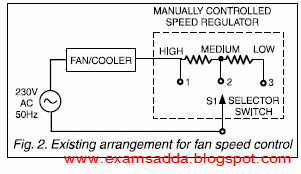 MANUALLY CONTROLLED
SPEED REGULATOR
FAN/COOLER
HIGH
MEDIUM
LOW
1
2
3
230V
AC
50Hz
S1
SELECTOR
SWITCH
Fig. 2. Existing arrangement for fan speed control
www.examsadda.blogspot.com